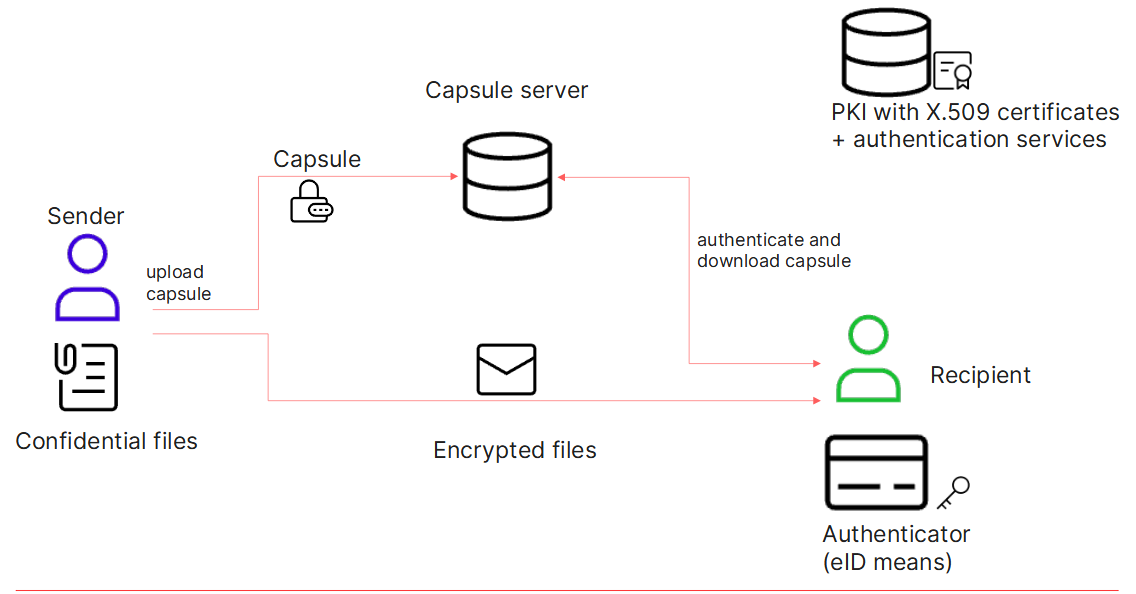 Capsule server
PKI with X.509 certificates
+ authentication services
Capsule
Sender
upload
capsule
authenticate and
download capsule
Recipient
Confidential files
Encrypted files
Authenticator
(eID means)